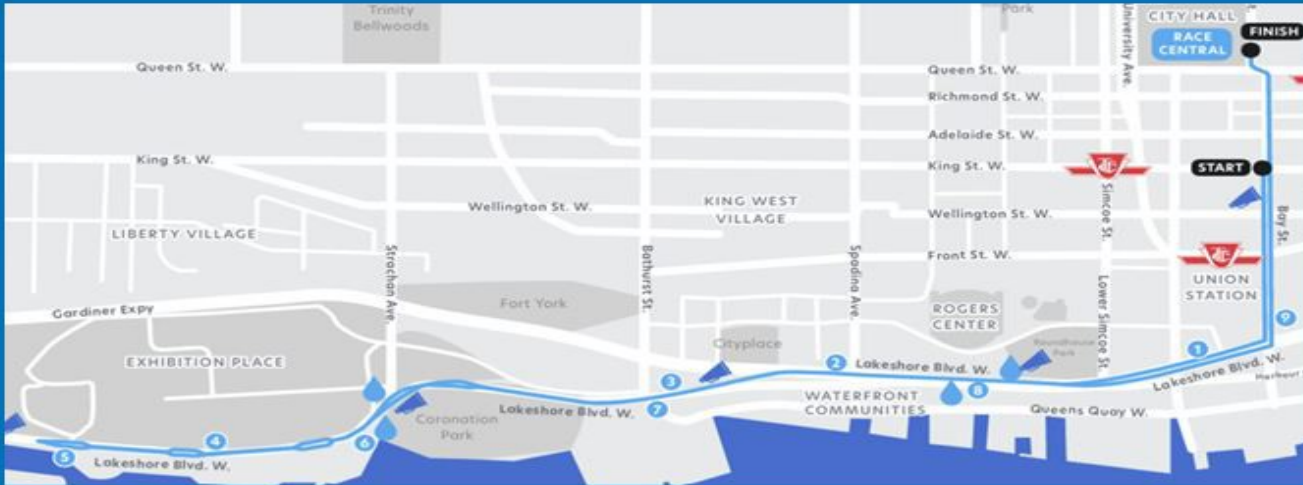 Trinity
Bellwoods
Park
University Ave.
CITY HALL
RACE
CENTRAL
FINISH
Queen St. W.
Queen St. W.
Richmond St. W.
Adelaide St. W.
King St. W.
King St. W.
START
Wellington St. W.
KING WEST
VILLAGE
Wellington St. W.
Simcoe St.
Bay St.
LIBERTY VILLAGE
Strachan Ave.
Bathurst St.
Spadina Ave.
Front St. W.
UNION
STATION
Lower Simcoe St.
Gardiner Expy
Fort York
ROGERS
CENTER
9
EXHIBITION PLACE
Cityplace
Roundhouse
Park
1
2
Lakeshore Blvd. W.
Lakeshore Blvd. W.
3
7
8
WATERFRONT
COMMUNITIES
Lakeshore Blvd. W.
Queens Quay W.
Coronation
Park
4
5
6
Lakeshore Blvd. W.